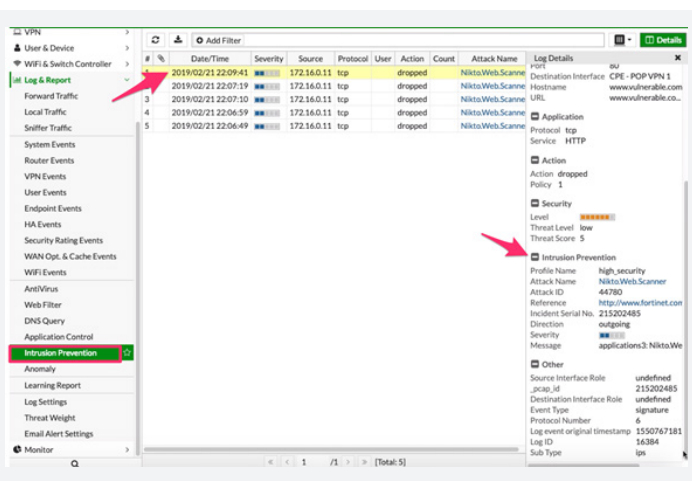 VPN
User & Device
WiFi & Switch Controller
Log & Report
Forward Traffic
Local Traffic
Sniffer Traffic
System Events
Router Events
VPN Events
User Events
Endpoint Events
HA Events
Security Rating Events
WAN Opt. & Cache Events
WiFi Events
AntiVirus
Web Filter
DNS Query
Application Control
Intrusion Prevention
Anomaly
Learning Report
Log Settings
Threat Weight
Email Alert Settings
Monitor
Add Filter
Details
# Date/Time Severity Source Protocol User Action Count Attack Name
2019/02/21 22:09:41 172.16.0.11 tcp dropped Nikto.Web.Scanne
2019/02/21 22:07:19 172.16.0.11 tcp dropped Nikto.Web.Scanne
3 2019/02/21 22:07:10 172.16.0.11 tcp dropped Nikto.Web.Scanne
4 2019/02/21 22:06:59 172.16.0.11 tcp dropped Nikto.Web.Scanne
5 2019/02/21 22:06:49 172.16.0.11 tcp dropped Nikto.Web.Scanne
1 /1 [Total: 5]
Log Details
Port 80
Destination Interface CPE - POP VPN 1
Hostname www.vulnerable.com
URL www.vulnerable.co...
Application
Protocol tcp
Service HTTP
Action
Action dropped
Policy 1
Security
Level
Threat Level low
Threat Score 5
Intrusion Prevention
Profile Name high_security
Attack Name Nikto.Web.Scanner
Attack ID 44780
Reference http://www.fortinet.com
Incident Serial No. 215202485
Direction outgoing
Severity
Message applications3: Nikto.We
Other
Source Interface Role undefined
_pcap_id 215202485
Destination Interface Role undefined
Event Type signature
Protocol Number 6
Log event original timestamp 1550767181
Log ID 16384
Sub Type ips